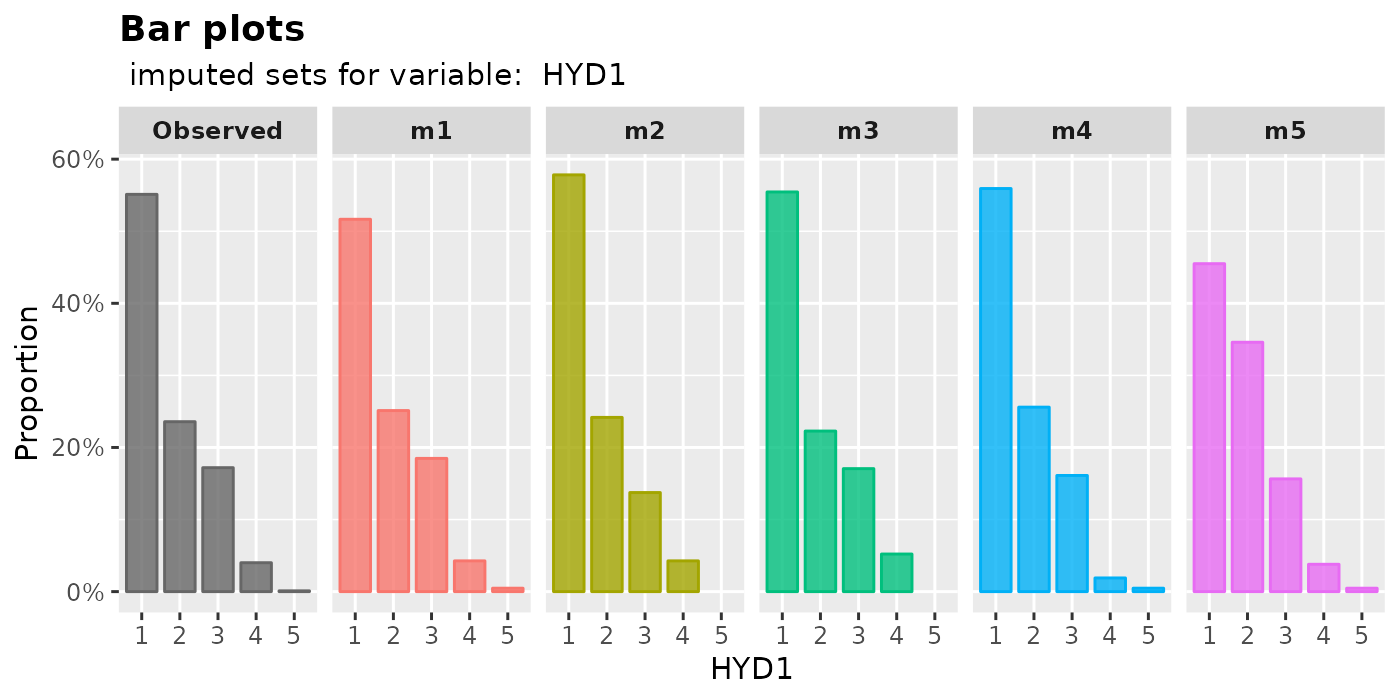 Bar plots
imputed sets for variable:  HYD1
Observed m1 m2 m3 m4 m5
60%
40%
20%
0%
Proportion
1 2 3 4 5 1 2 3 4 5 1 2 3 4 5 1 2 3 4 5 1 2 3 4 5 1 2 3 4 5
HYD1